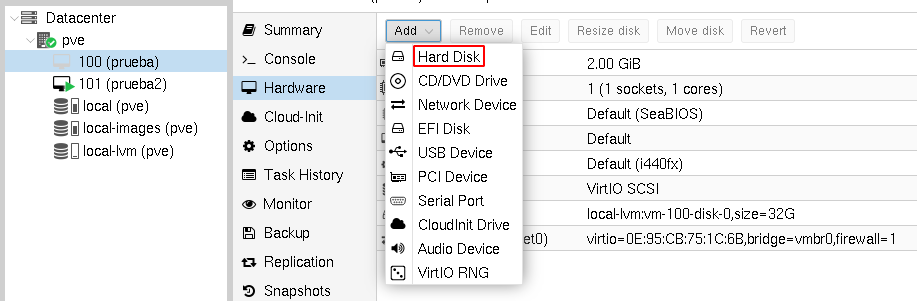 Datacenter
pve
100 (prueba)
101 (prueba2)
local (pve)
local-images (pve)
local-lvm (pve)
Summary
Console
Hardware
Cloud-Init
Options
Task History
Monitor
Backup
Replication
Snapshots
Add
Remove
Edit
Resize disk
Move disk
Revert
Hard Disk
CD/DVD Drive
Network Device
EFI Disk
USB Device
PCI Device
Serial Port
CloudInit Drive
Audio Device
VirtIO RNG
2.00 GiB
1 (1 sockets, 1 cores)
Default (SeaBIOS)
Default
Default (i440fx)
VirtIO SCSI
local-lvm:vm-100-disk-0,size=32G
et0)
virtio=0E:95:CB:75:1C:6B,bridge=vmbr0,firewall=1